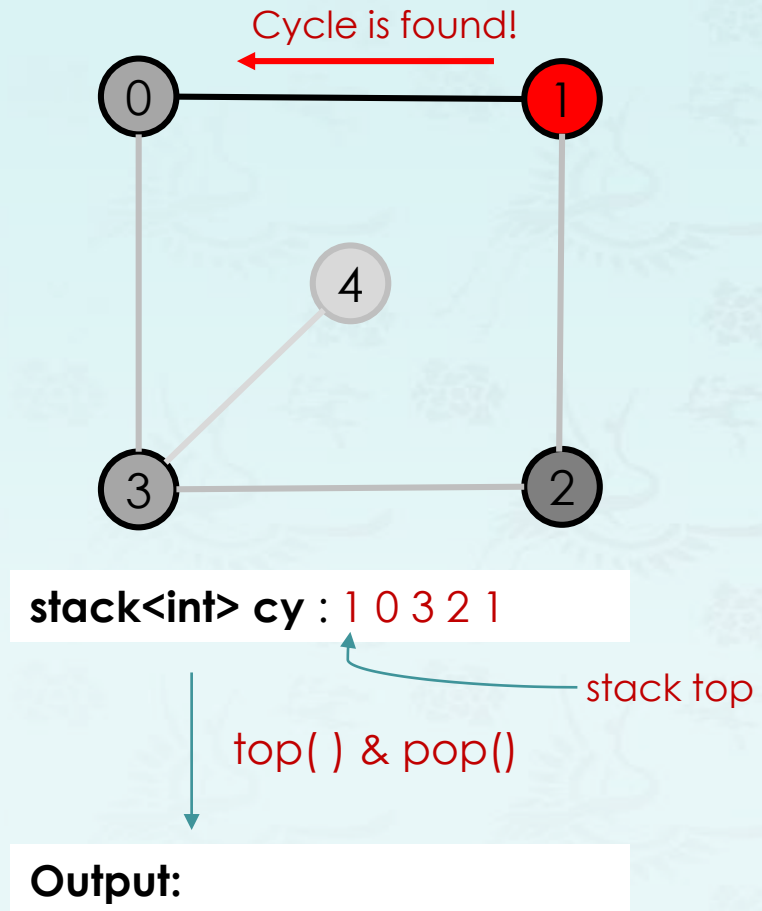 Cycle is found!
0
1
4
3
2
stack<int> cy : 1 0 3 2 1
stack top
top( ) & pop()
Output: